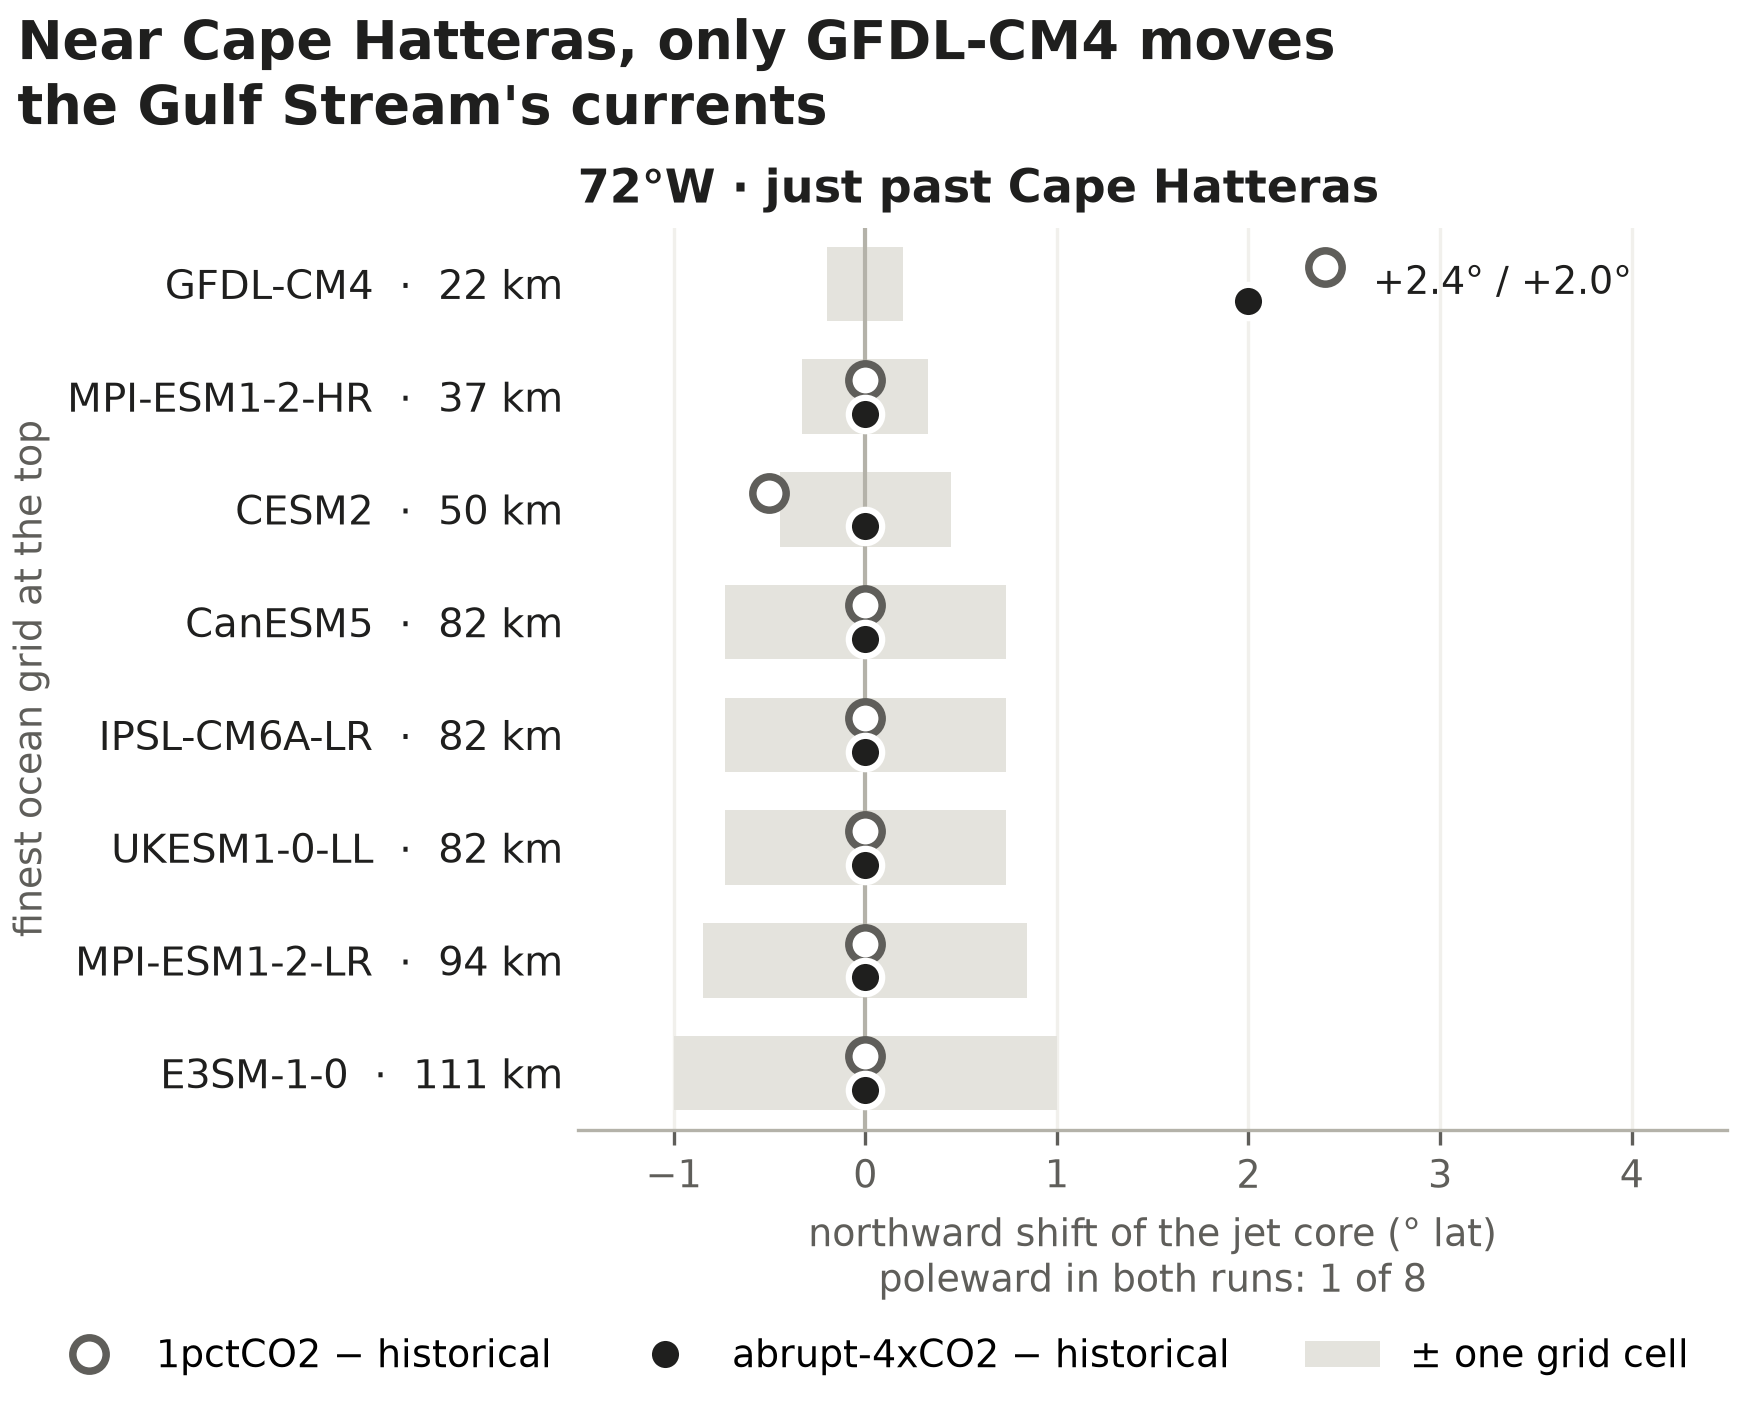 Near Cape Hatteras, only GFDL-CM4 moves
the Gulf Stream's currents
72°W · just past Cape Hatteras
finest ocean grid at the top
GFDL-CM4 · 22 km
+2.4° / +2.0°
MPI-ESM1-2-HR · 37 km
CESM2 · 50 km
CanESM5 · 82 km
IPSL-CM6A-LR · 82 km
UKESM1-0-LL · 82 km
MPI-ESM1-2-LR · 94 km
E3SM-1-0 · 111 km
−1 0 1 2 3 4
northward shift of the jet core (° lat)
poleward in both runs: 1 of 8
1pctCO2 − historical abrupt-4xCO2 − historical ± one grid cell